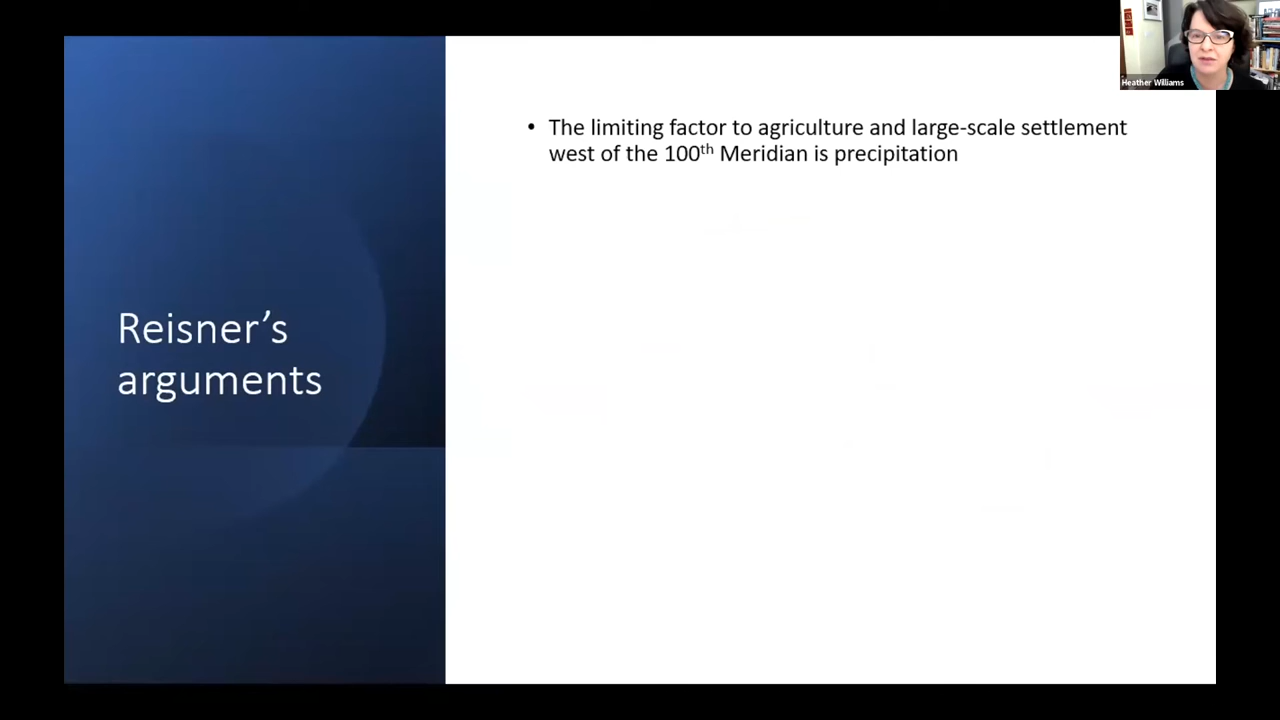 Heather Williams
• The limiting factor to agriculture and large-scale settlement
west of the 100th Meridian is precipitation
Reisner’s
arguments